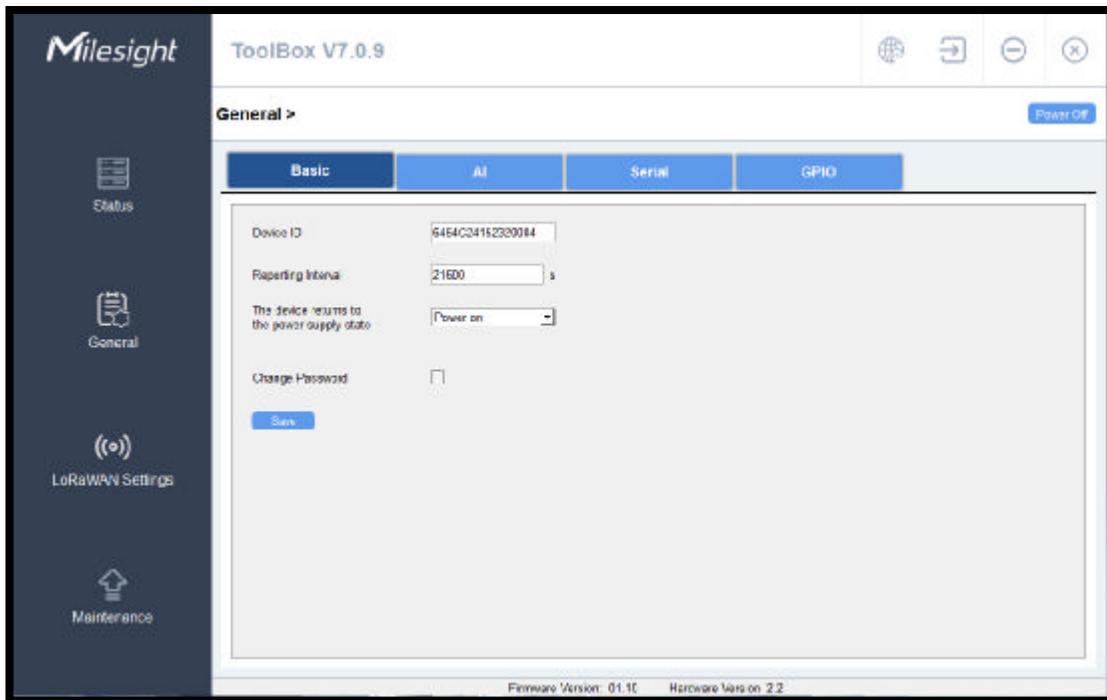 Milesight
ToolBox V7.0.9
General >
Power Off
Status
General
LoRaWAN Settings
Maintenance
Basic
AI
Serial
GPIO
Device ID
Reporting Interval
21600
s
The device returns to
the power supply state
Power on
Change Password
Save
Firmware Version: 01.10
Hardware Version 2.2